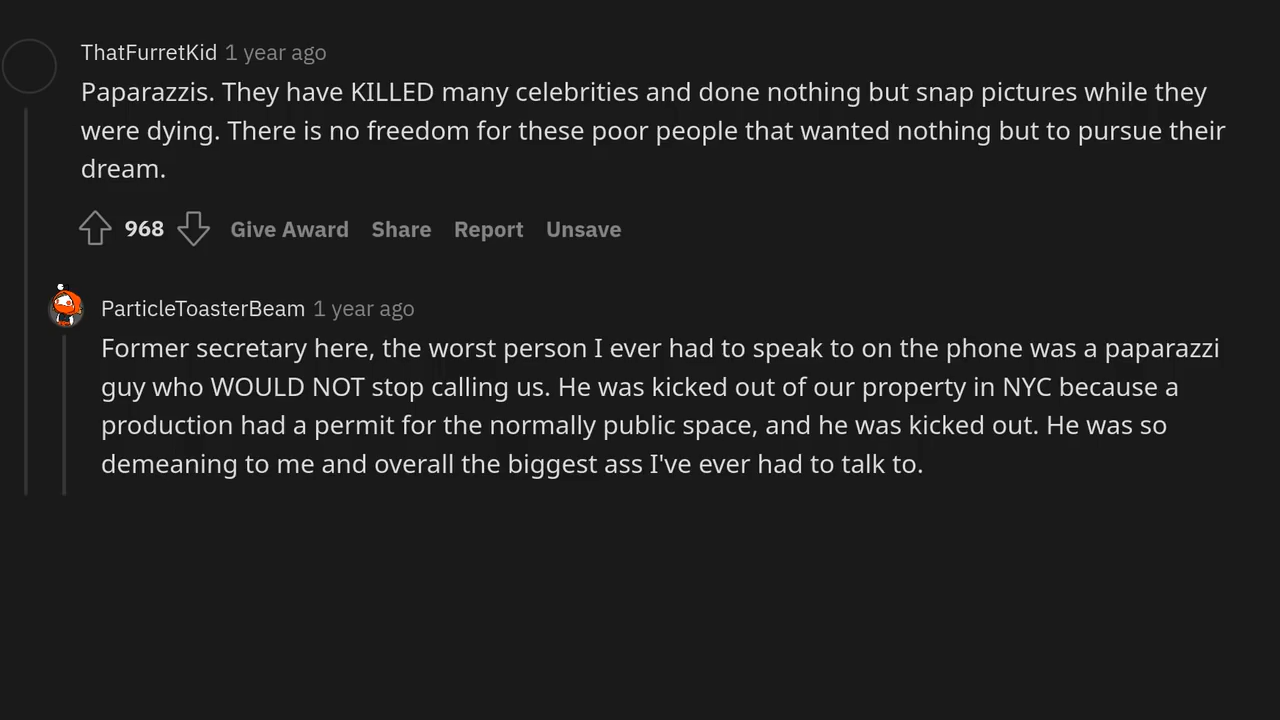 ThatFurretKid 1 year ago
Paparazzis. They have KILLED many celebrities and done nothing but snap pictures while they
were dying. There is no freedom for these poor people that wanted nothing but to pursue their
dream.
968 Give Award Share Report Unsave
ParticleToasterBeam 1 year ago
Former secretary here, the worst person I ever had to speak to on the phone was a paparazzi
guy who WOULD NOT stop calling us. He was kicked out of our property in NYC because a
production had a permit for the normally public space, and he was kicked out. He was so
demeaning to me and overall the biggest ass I've ever had to talk to.